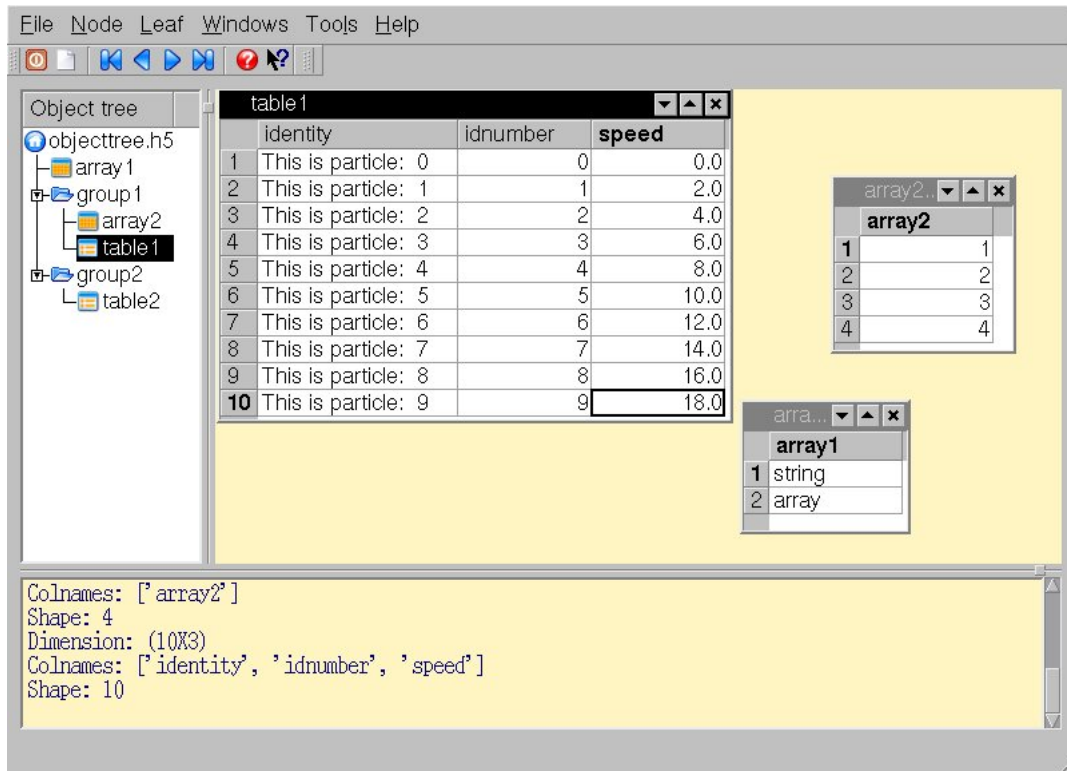 File Node Leaf Windows Tools Help
Object tree
objecttree.h5
array1
group1
array2
table1
group2
table2
table1
identity idnumber speed
1 This is particle: 0 0 0.0
2 This is particle: 1 1 2.0
3 This is particle: 2 2 4.0
4 This is particle: 3 3 6.0
5 This is particle: 4 4 8.0
6 This is particle: 5 5 10.0
7 This is particle: 6 6 12.0
8 This is particle: 7 7 14.0
9 This is particle: 8 8 16.0
10 This is particle: 9 9 18.0
array2..
array2
1 1
2 2
3 3
4 4
arra...
array1
1 string
2 array
Colnames: ['array2']
Shape: 4
Dimension: (10X3)
Colnames: ['identity', 'idnumber', 'speed']
Shape: 10